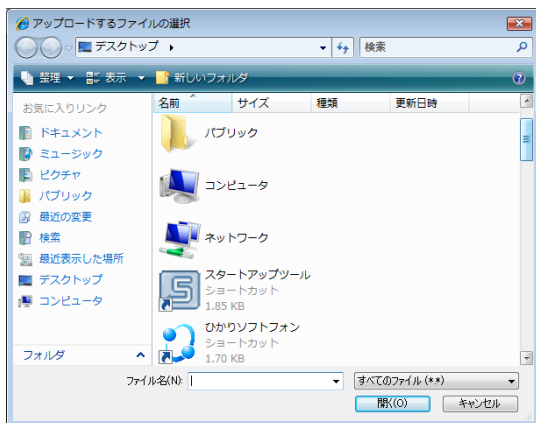 アップロードするファイルの選択
デスクトップ
検索
整理 表示 新しいフォルダ
お気に入りリンク
ドキュメント
ミュージック
ピクチャ
パブリック
最近の変更
検索
最近表示した場所
デスクトップ
コンピュータ
フォルダ
名前 サイズ 種類 更新日時
パブリック
コンピュータ
ネットワーク
スタートアップツール
ショートカット
1.85 KB
ひかりソフトフォン
ショートカット
1.70 KB
ファイル名(N):
すべてのファイル (*.*)
開く(O) キャンセル